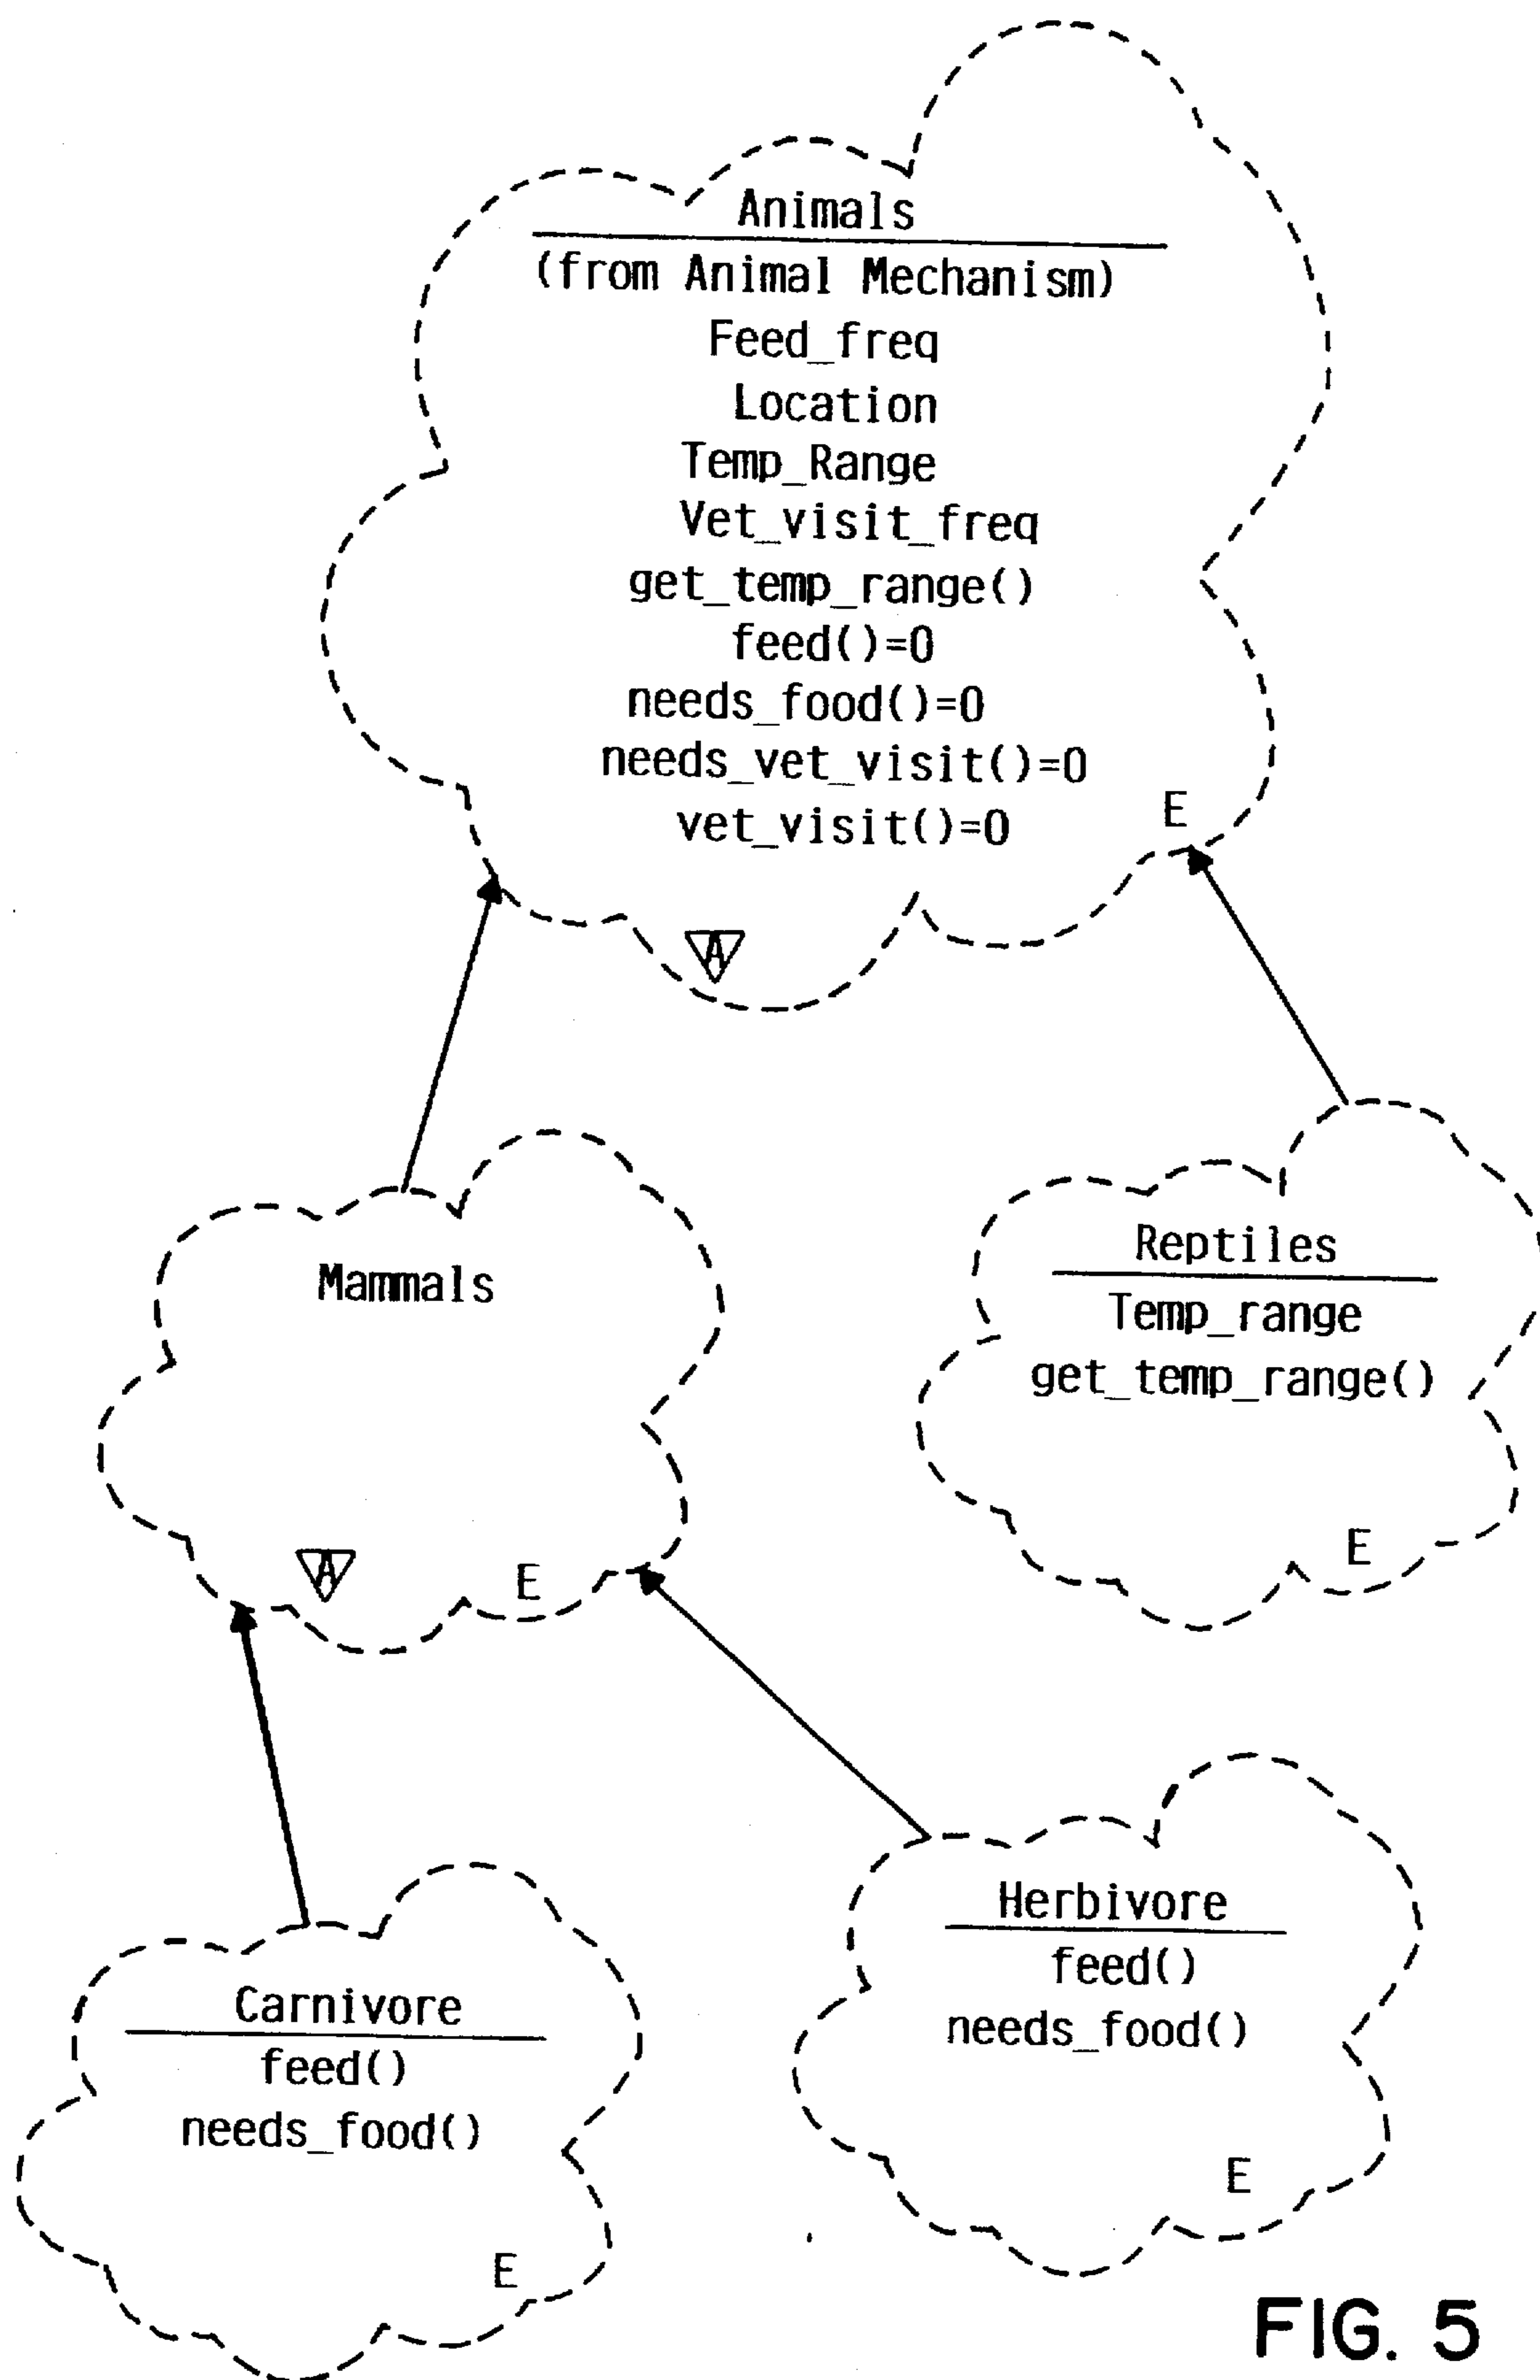 Animals
(from Animal Mechanism)
Feed_freq
Location
Temp_Range
Vet_visit_freq
get_temp_range()
feed()=0
needs_food()=0
needs_vet_visit()=0
vet_visit()=0
E
A
Mammals
A
E
Reptiles
Temp_range
get_temp_range()
E
Carnivore
feed()
needs_food()
E
Herbivore
feed()
needs_food()
E
FIG. 5